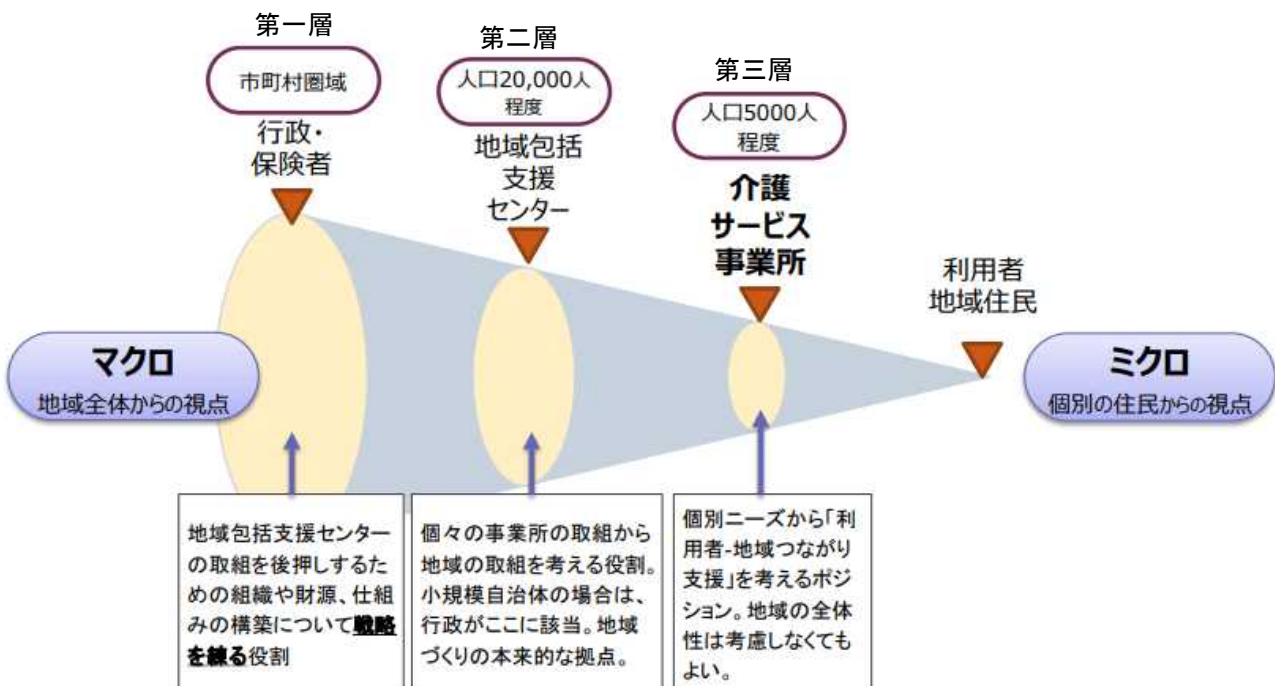 第一層
市町村圏域
行政・
保険者
第二層
人口20,000人
程度
地域包括
支援
センター
第三層
人口5000人
程度
介護
サービス
事業所
利用者
地域住民
マクロ
地域全体からの視点
ミクロ
個別の住民からの視点
地域包括支援センター
の取組を後押しするた
めの組織や財源、仕組
みの構築について戦略
を練る役割
個々の事業所の取組から
地域の取組を考える役割。
小規模自治体の場合は、
行政がここに該当。地域
づくりの本来的な拠点。
個別ニーズから「利
用者-地域つながり
支援」を考えるポジ
ション。地域の全体
性は考慮しなくても
よい。